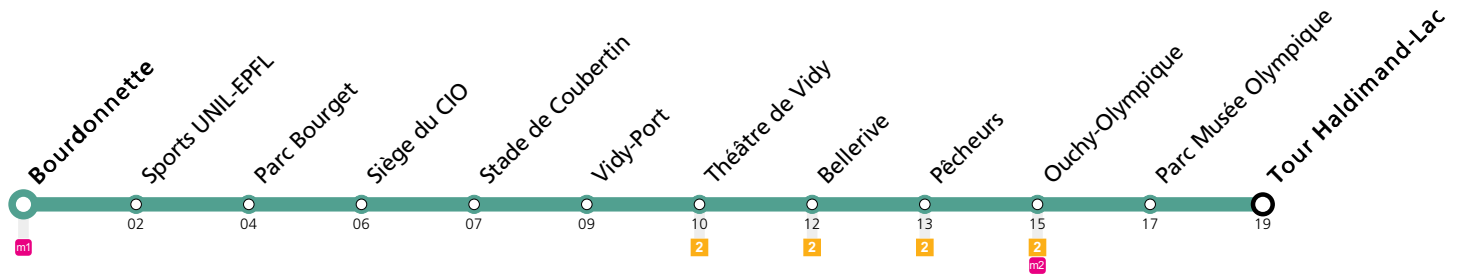 Bourdonnette
Sports UNIL-EPFL
Parc Bourget
Siège du CIO
Stade de Coubertin
Vidy-Port
Théâtre de Vidy
Bellerive
Pêcheurs
Ouchy-Olympique
Parc Musée Olympique
Tour Haldimand-Lac
02 04 06 07 09 10 12 13 15 17 19
m1 2 2 2 2
m2